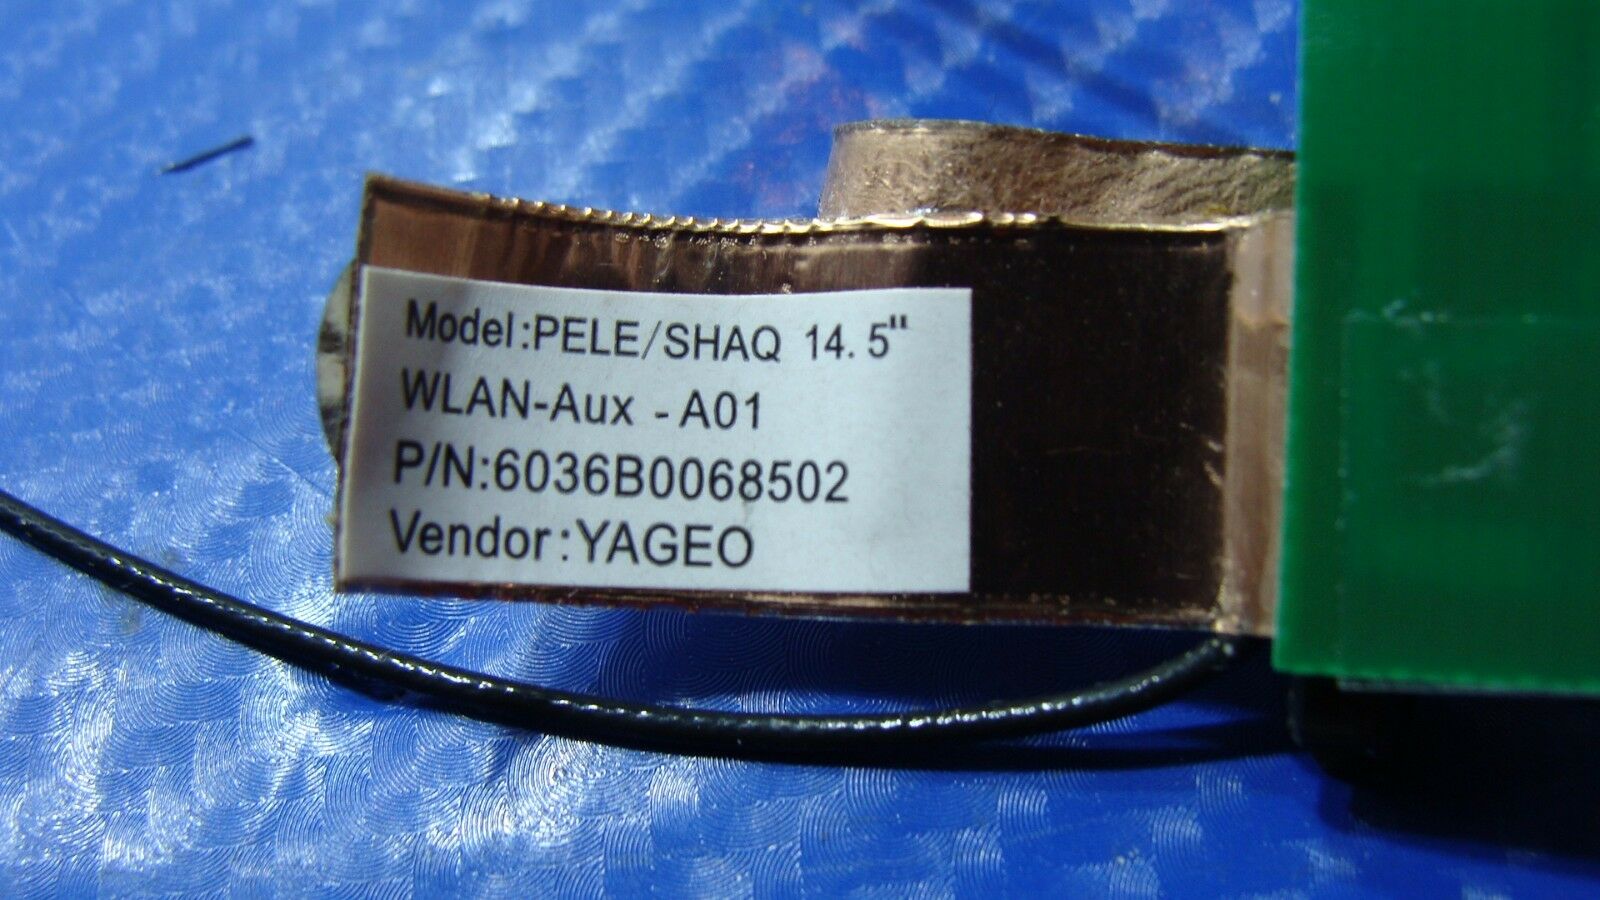 Model:PELE/SHAQ 14.5"
WLAN-Aux - A01
P/N:6036B0068502
Vendor:YAGEO